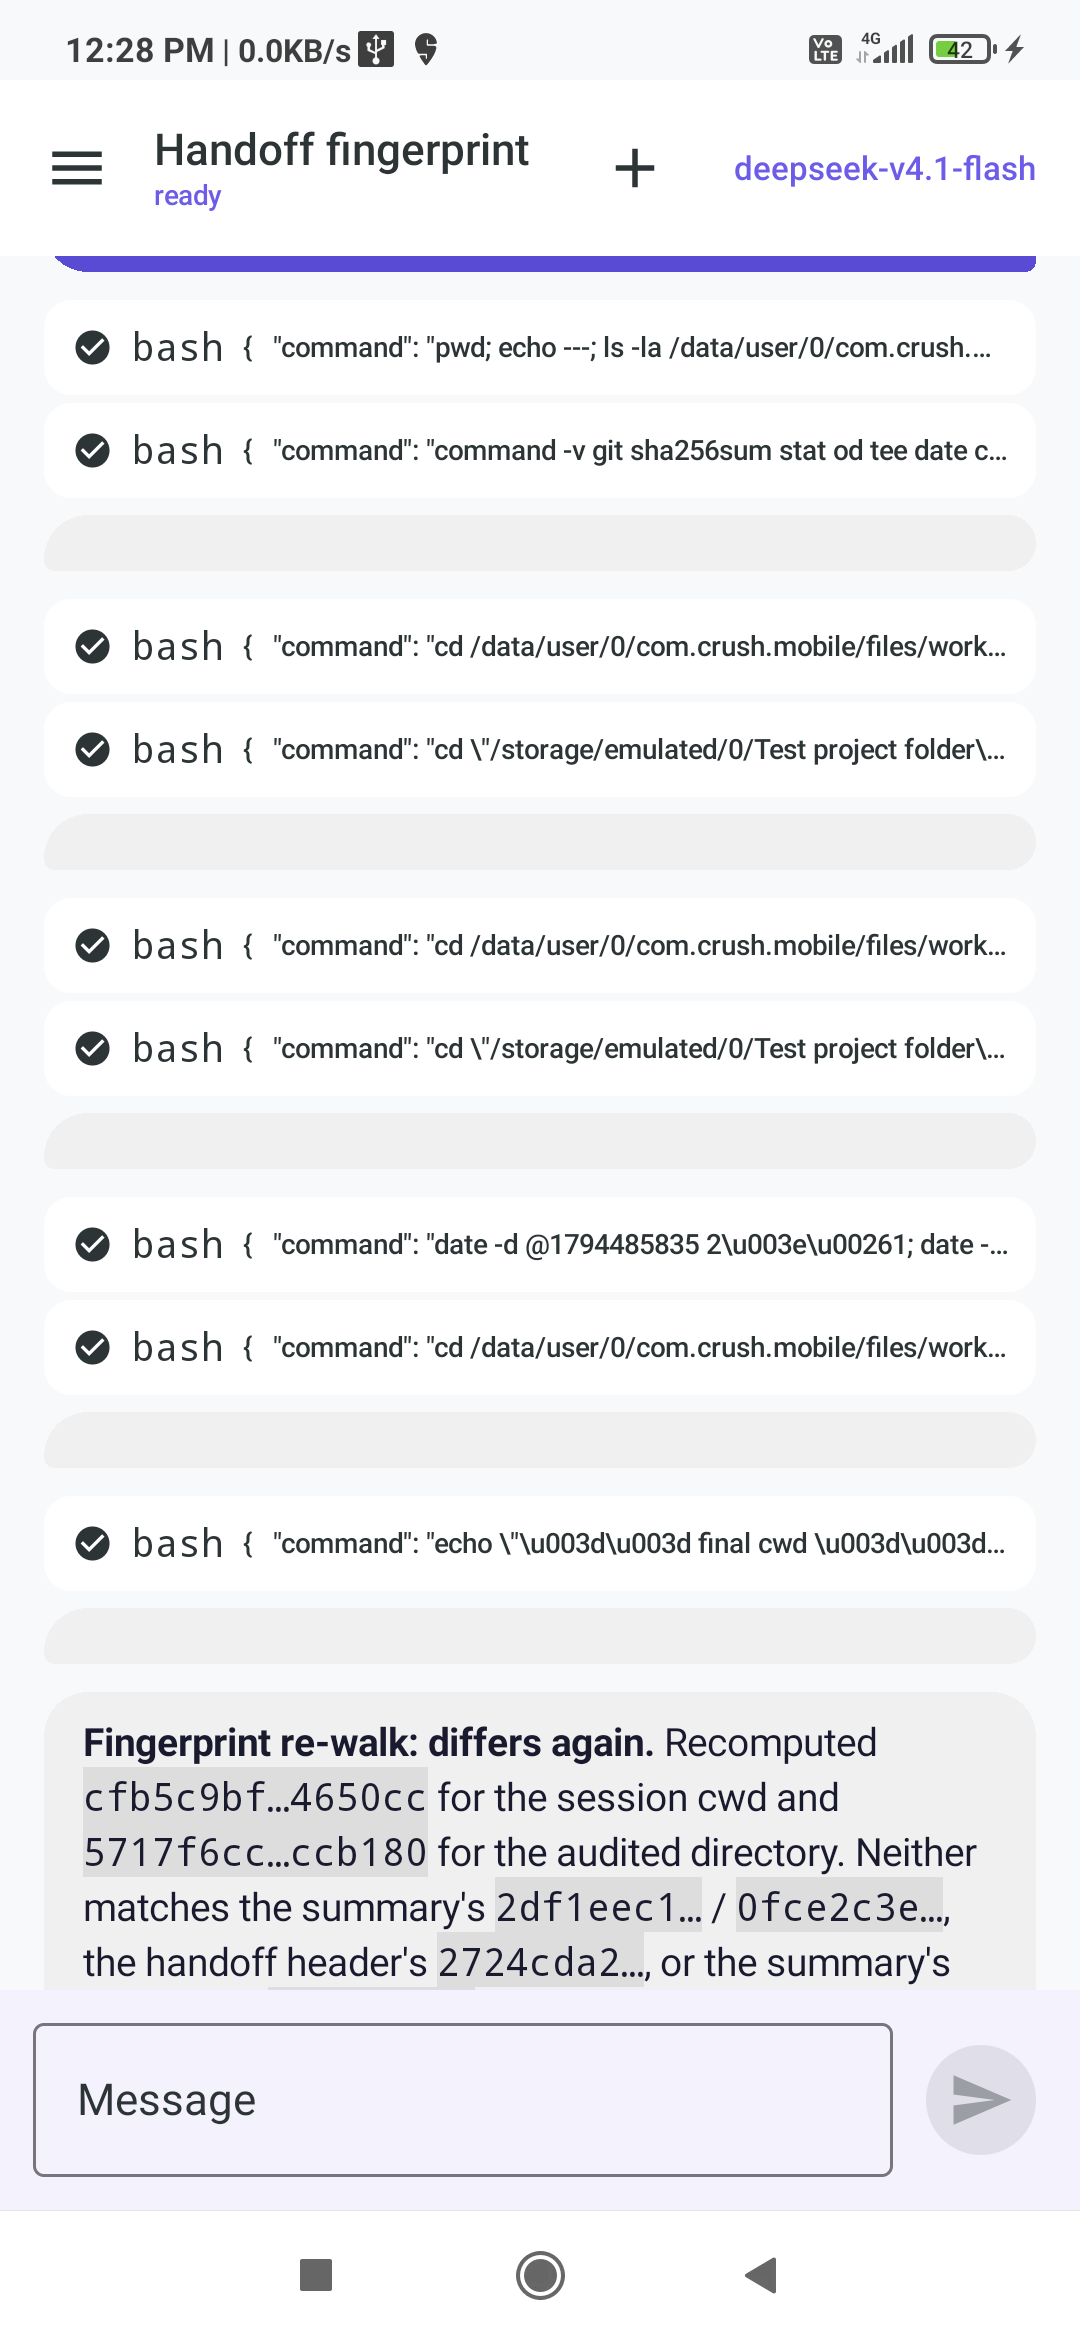 12:28 PM | 0.0KB/s
Vo LTE 4G 42
Handoff fingerprint
ready
deepseek-v4.1-flash
bash { "command": "pwd; echo ---; ls -la /data/user/0/com.crush....
bash { "command": "command -v git sha256sum stat od tee date c...
bash { "command": "cd /data/user/0/com.crush.mobile/files/work...
bash { "command": "cd \"/storage/emulated/0/Test project folder\...
bash { "command": "cd /data/user/0/com.crush.mobile/files/work...
bash { "command": "cd \"/storage/emulated/0/Test project folder\...
bash { "command": "date -d @1794485835 2\u003e\u00261; date -...
bash { "command": "cd /data/user/0/com.crush.mobile/files/work...
bash { "command": "echo \"\u003d\u003d final cwd \u003d\u003d...
Fingerprint re-walk: differs again. Recomputed
cfb5c9bf…4650cc for the session cwd and
5717f6cc…ccb180 for the audited directory. Neither
matches the summary's 2df1eec1… / 0fce2c3e…,
the handoff header's 2724cda2…, or the summary's
Message